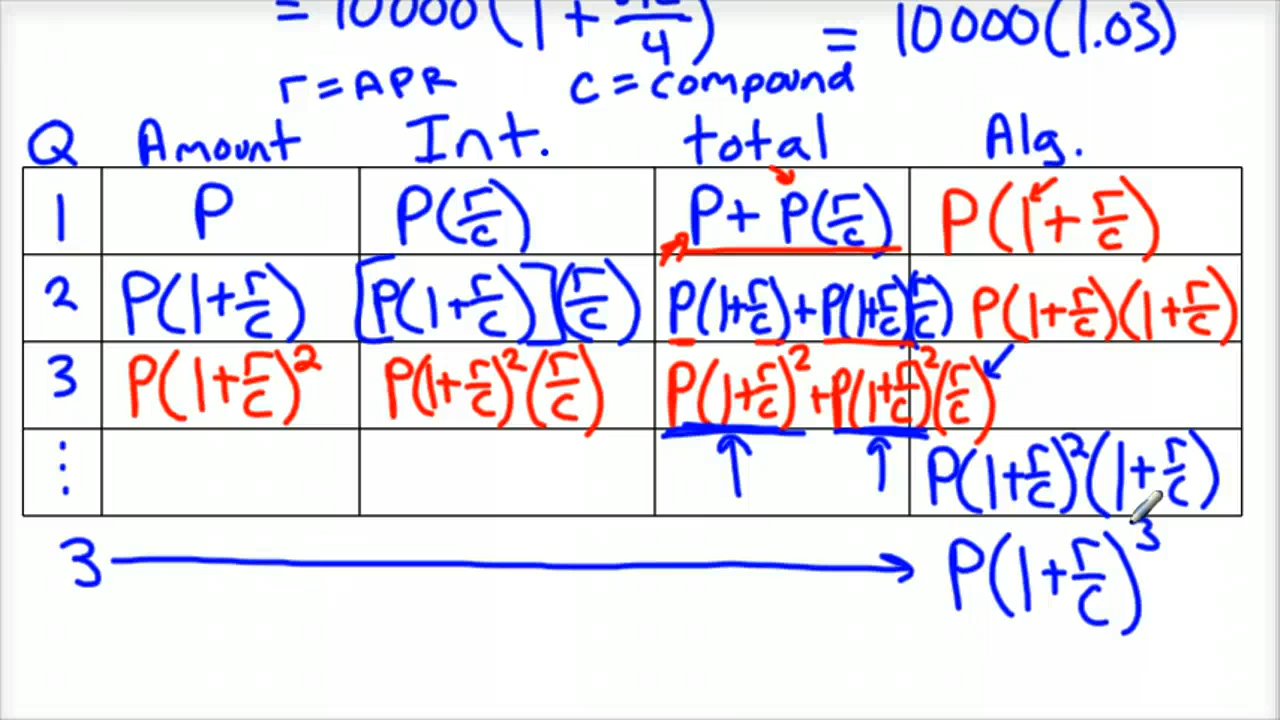 = 10000(1 + /4) = 10000(1.03)
r = APR c = compound
Q Amount Int. total Alg.
1 P P(r/c) P + P(r/c) P(1 + r/c)
2 P(1+r/c) [P(1+r/c)](r/c) P(1+r/c)+P(1+r/c)(r/c) P(1+r/c)(1+r/c)
3 P(1+r/c)² P(1+r/c)²(r/c) P(1+r/c)²+P(1+r/c)²(r/c)
⋮ P(1+r/c)²(1+r/c)
3 → P(1+r/c)³